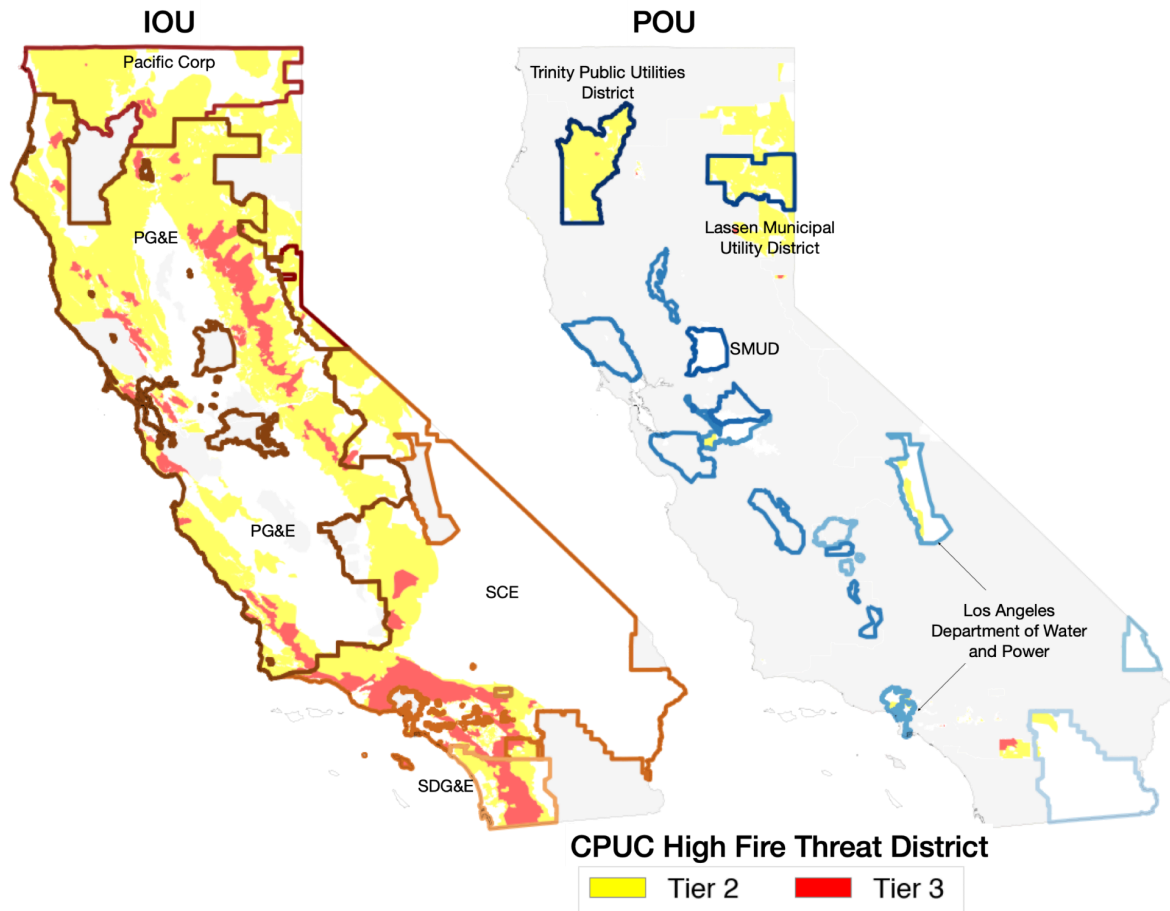 IOU
POU
Pacific Corp
Trinity Public Utilities
District
PG&E
Lassen Municipal
Utility District
SMUD
PG&E
SCE
Los Angeles
Department of Water
and Power
SDG&E
CPUC High Fire Threat District
Tier 2
Tier 3